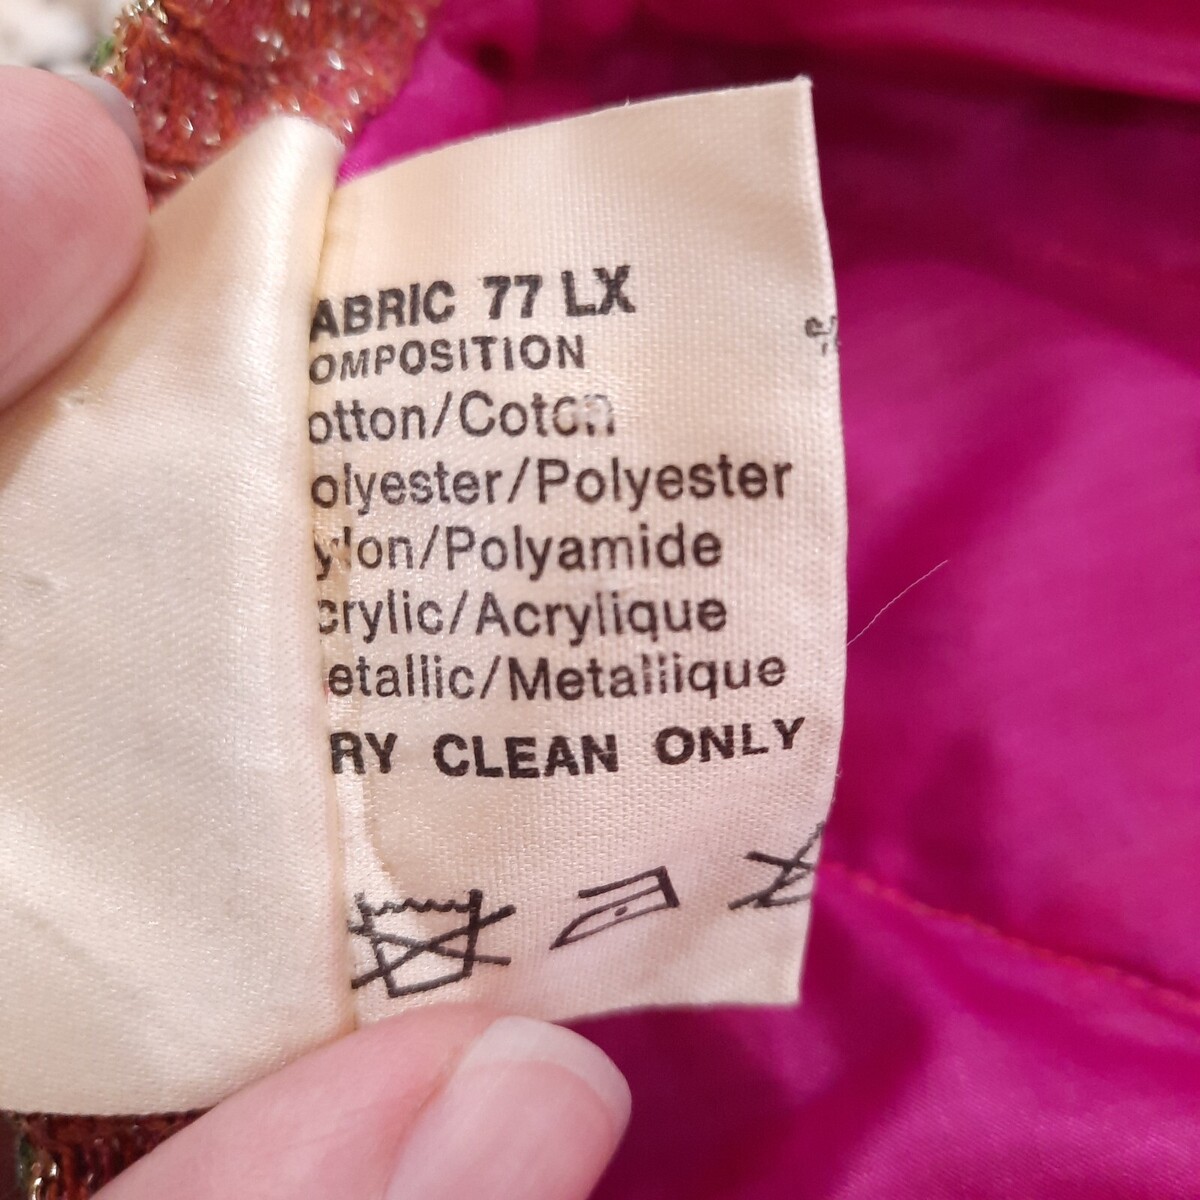 ABRIC 77 LX
OMPOSITION
otton/Coton
olyester/Polyester
ylon/Polyamide
crylic/Acrylique
etallic/Metallique
RY CLEAN ONLY